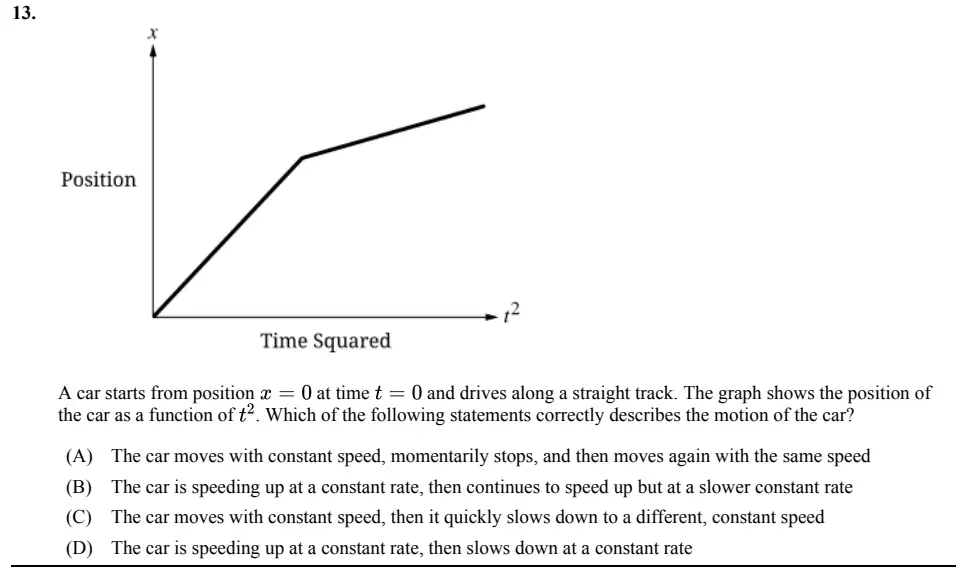 13.
x
Position
t²
Time Squared
A car starts from position x = 0 at time t = 0 and drives along a straight track. The graph shows the position of
the car as a function of t². Which of the following statements correctly describes the motion of the car?
(A) The car moves with constant speed, momentarily stops, and then moves again with the same speed
(B) The car is speeding up at a constant rate, then continues to speed up but at a slower constant rate
(C) The car moves with constant speed, then it quickly slows down to a different, constant speed
(D) The car is speeding up at a constant rate, then slows down at a constant rate